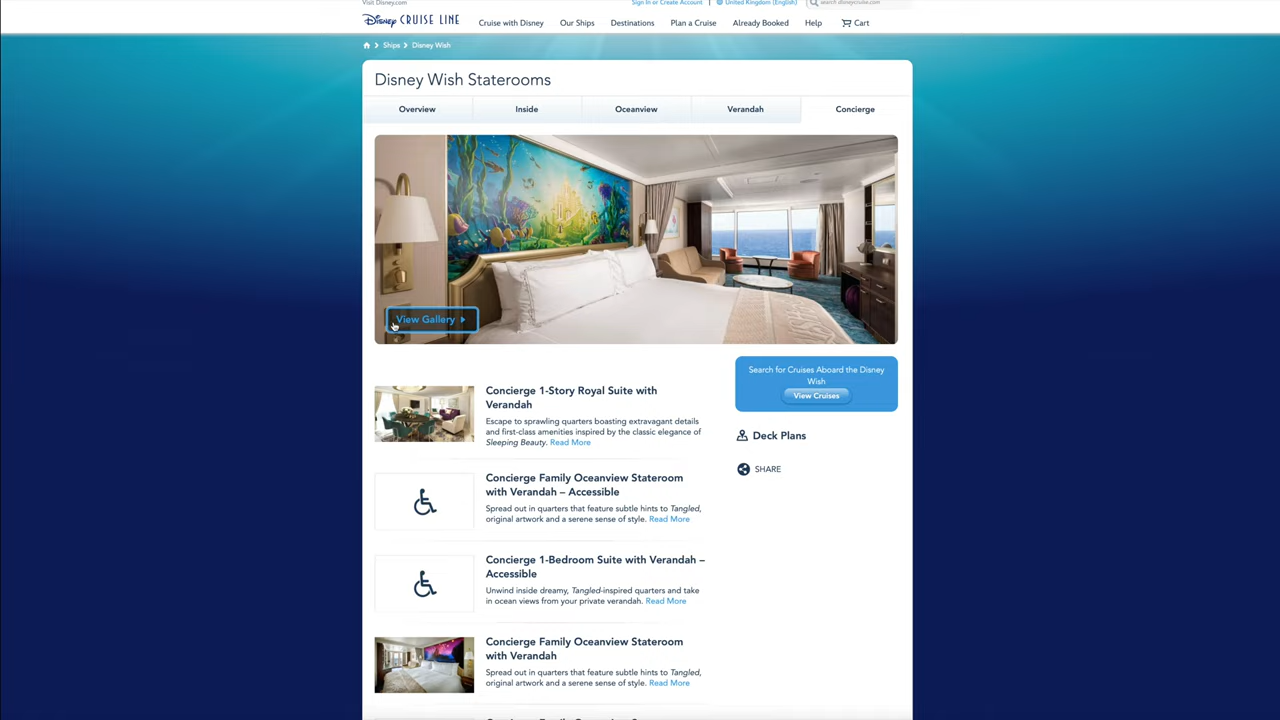 Visit Disney.com
Sign In or Create Account | United Kingdom (English)
search disneycruise.com
Disney CRUISE LINE
Cruise with Disney Our Ships Destinations Plan a Cruise Already Booked Help Cart
Ships Disney Wish
Disney Wish Staterooms
Overview Inside Oceanview Verandah Concierge
View Gallery
Search for Cruises Aboard the Disney
Wish
View Cruises
Deck Plans
SHARE
Concierge 1-Story Royal Suite with
Verandah
Escape to sprawling quarters boasting extravagant details
and first-class amenities inspired by the classic elegance of
Sleeping Beauty. Read More
Concierge Family Oceanview Stateroom
with Verandah – Accessible
Spread out in quarters that feature subtle hints to Tangled,
original artwork and a serene sense of style. Read More
Concierge 1-Bedroom Suite with Verandah –
Accessible
Unwind inside dreamy, Tangled-inspired quarters and take
in ocean views from your private verandah. Read More
Concierge Family Oceanview Stateroom
with Verandah
Spread out in quarters that feature subtle hints to Tangled,
original artwork and a serene sense of style. Read More